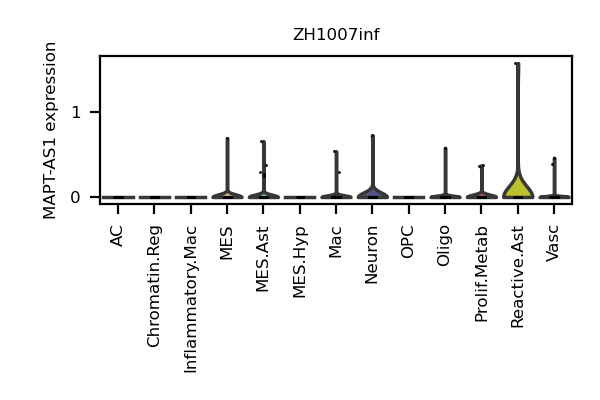 ZH1007inf
MAPT-AS1 expression
1
0
AC
Chromatin.Reg
Inflammatory.Mac
MES
MES.Ast
MES.Hyp
Mac
Neuron
OPC
Oligo
Prolif.Metab
Reactive.Ast
Vasc